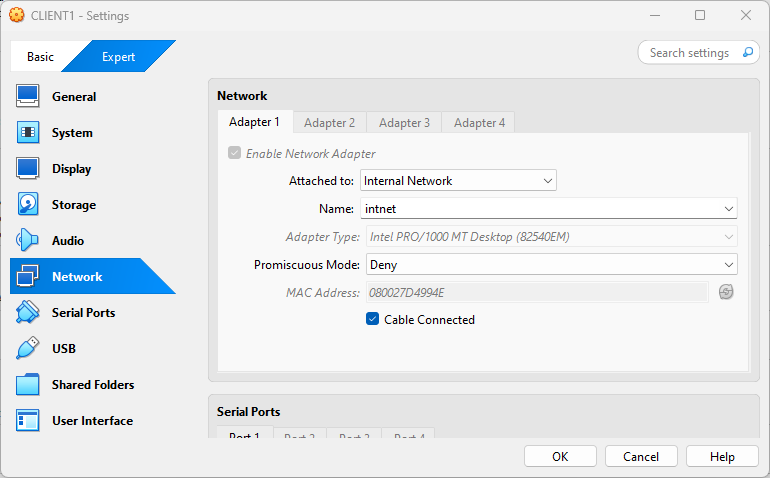 CLIENT1 - Settings
Basic
Expert
Search settings
General
System
Display
Storage
Audio
Network
Serial Ports
USB
Shared Folders
User Interface
Network
Adapter 1
Adapter 2
Adapter 3
Adapter 4
Enable Network Adapter
Attached to: Internal Network
Name: intnet
Adapter Type: Intel PRO/1000 MT Desktop (82540EM)
Promiscuous Mode: Deny
MAC Address: 080027D4994E
Cable Connected
Serial Ports
Port 1
Port 2
Port 3
Port 4
OK
Cancel
Help